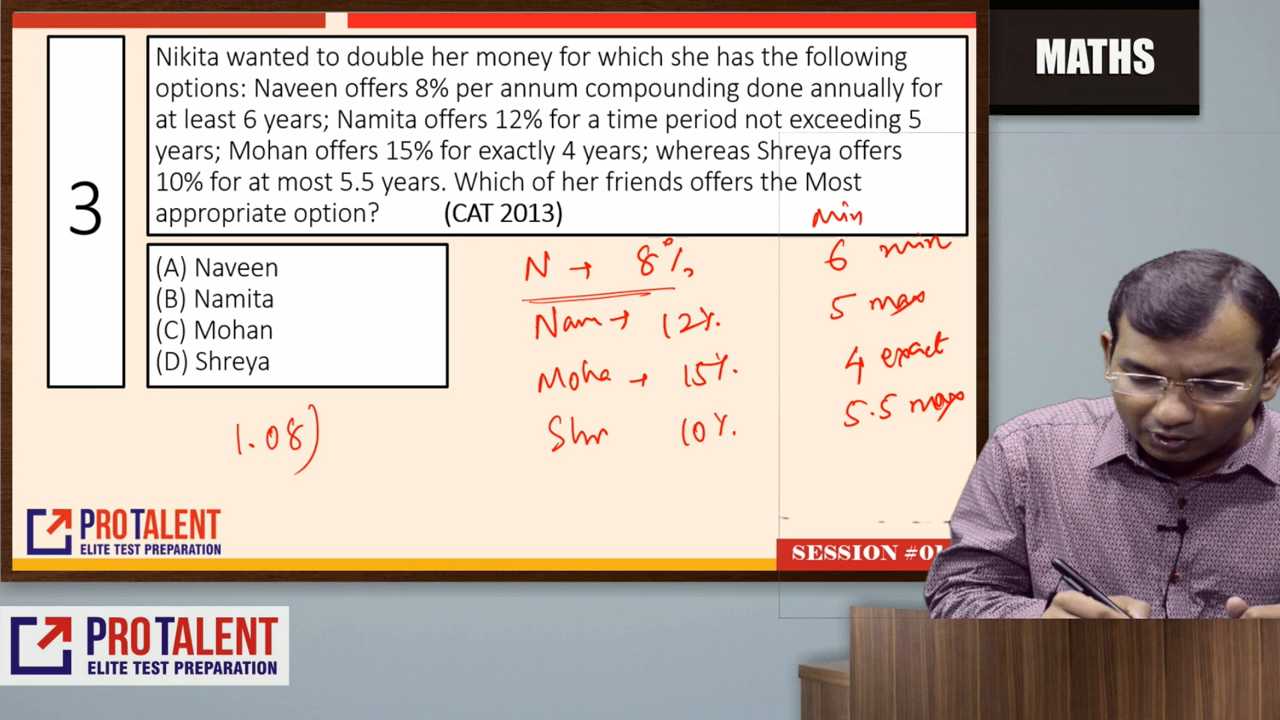 MATHS
3
Nikita wanted to double her money for which she has the following
options: Naveen offers 8% per annum compounding done annually for
at least 6 years; Namita offers 12% for a time period not exceeding 5
years; Mohan offers 15% for exactly 4 years; whereas Shreya offers
10% for at most 5.5 years. Which of her friends offers the Most
appropriate option? (CAT 2013)
min
(A) Naveen
(B) Namita
(C) Mohan
(D) Shreya
N → 8% 6 min
Nam → 12%. 5 max
Moha → 15%. 4 exact
Shr 10%. 5.5 max
1.08)
PROTALENT
ELITE TEST PREPARATION
SESSION #01
PROTALENT
ELITE TEST PREPARATION